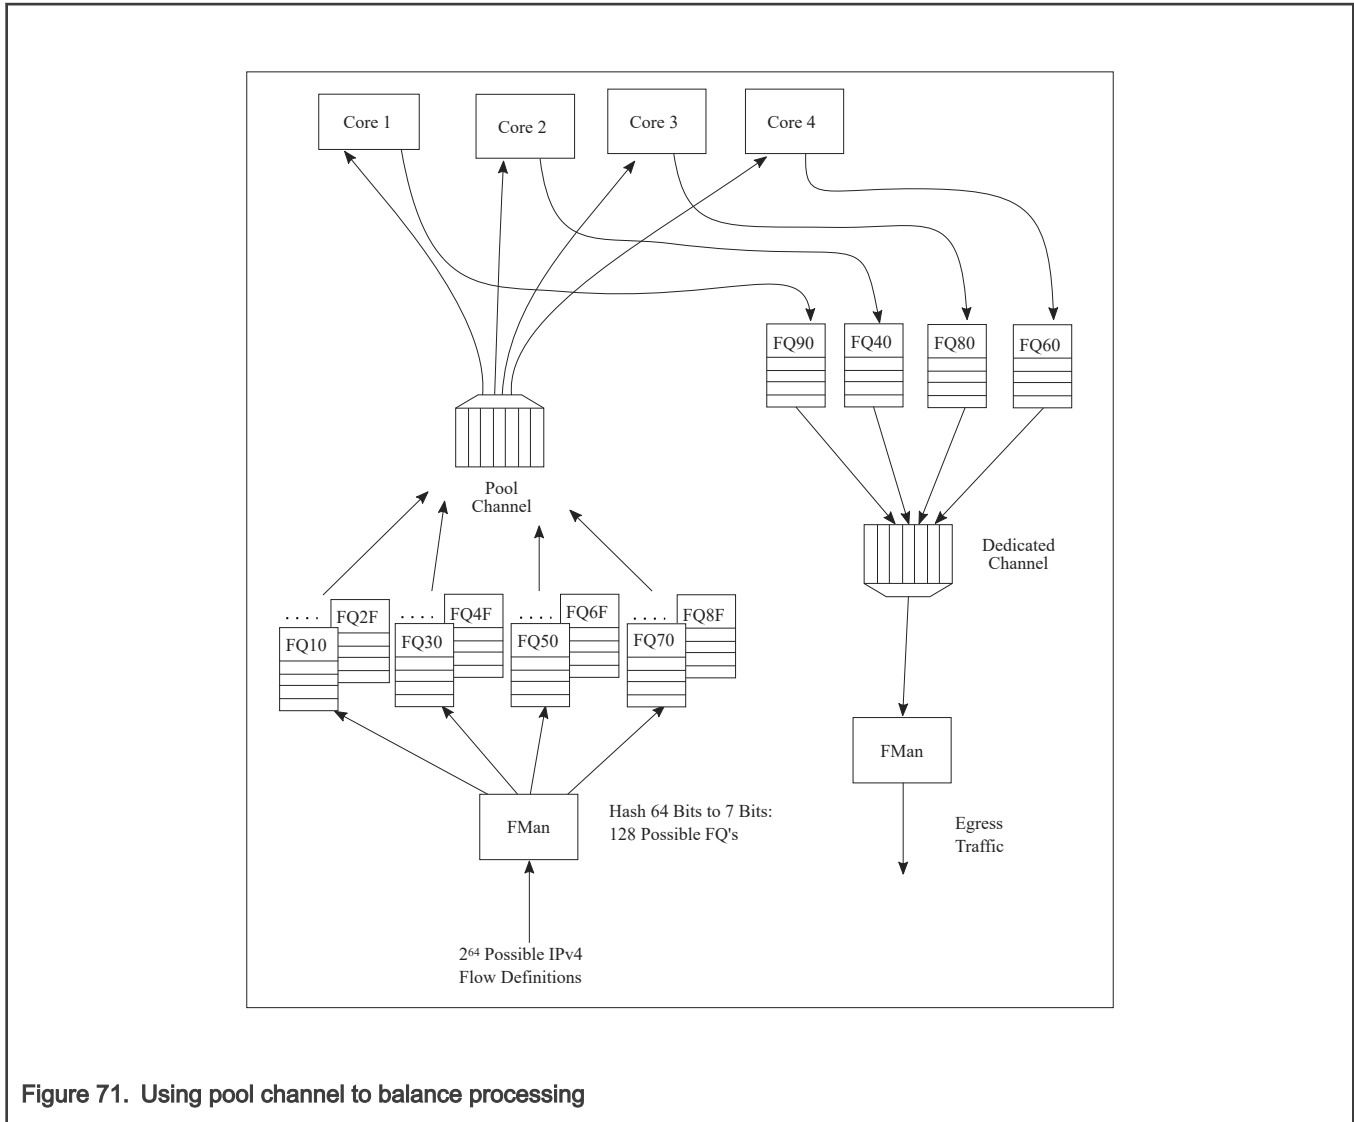 Core 1
Core 2
Core 3
Core 4
FQ90
FQ40
FQ80
FQ60
Pool
Channel
Dedicated
Channel
. . . .
FQ2F
. . . .
FQ4F
. . . .
FQ6F
. . . .
FQ8F
FQ10
FQ30
FQ50
FQ70
FMan
Hash 64 Bits to 7 Bits:
128 Possible FQ's
FMan
Egress
Traffic
2⁶⁴ Possible IPv4
Flow Definitions
Figure 71. Using pool channel to balance processing